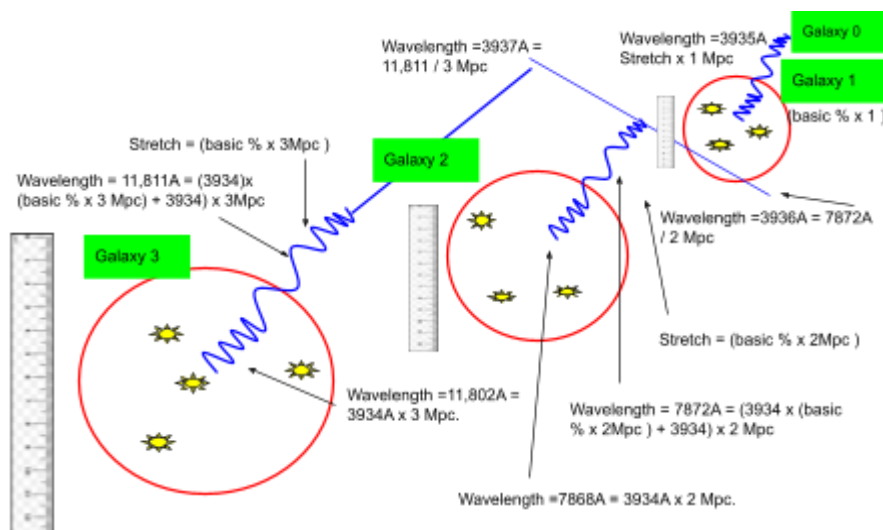 Wavelength =3937A =
11,811 / 3 Mpc
Wavelength =3935A
Stretch x 1 Mpc
Galaxy 0
Galaxy 1
(basic % x 1 )
Stretch = (basic % x 3Mpc )
Galaxy 2
Wavelength = 11,811A = (3934)x
(basic % x 3 Mpc) + 3934) x 3Mpc
Wavelength =3936A = 7872A
/ 2 Mpc
Galaxy 3
Stretch = (basic % x 2Mpc )
Wavelength =11,802A =
3934A x 3 Mpc.
Wavelength = 7872A = (3934 x (basic
% x 2Mpc ) + 3934) x 2 Mpc
Wavelength =7868A = 3934A x 2 Mpc.